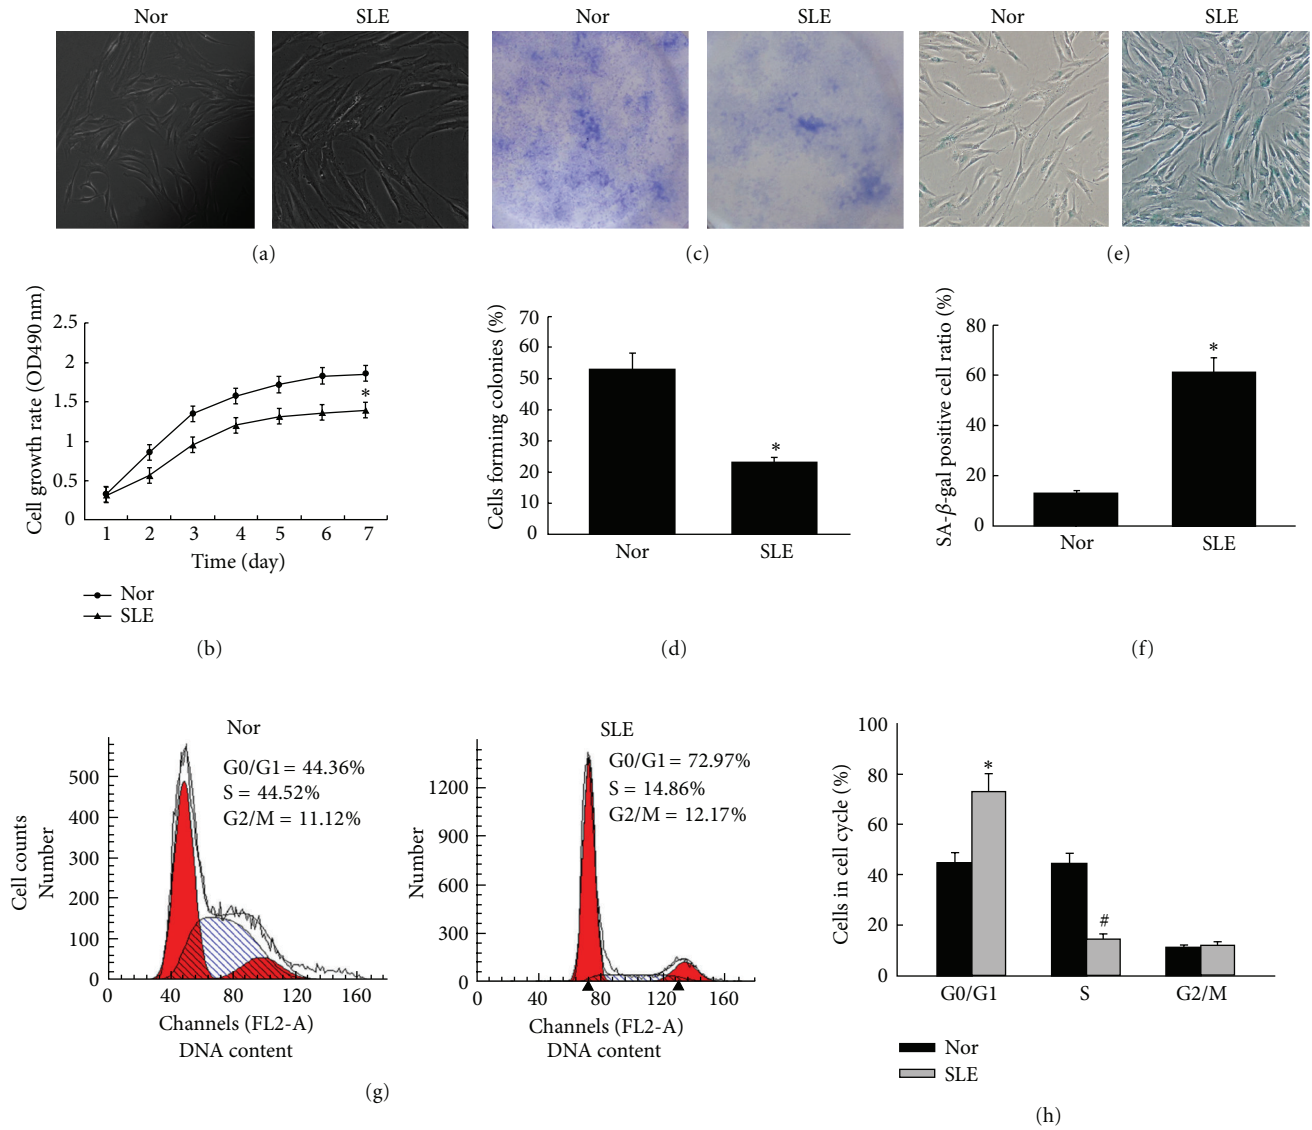 Nor SLE Nor SLE Nor SLE
(a) (c) (e)
Cell growth rate (OD490 nm)
2.5
2
1.5
1
0.5
0
*
1 2 3 4 5 6 7
Time (day)
Nor
SLE
(b)
Cells forming colonies (%)
70
60
50
40
30
20
10
0
*
Nor SLE
(d)
SA-β-gal positive cell ratio (%)
80
60
40
20
0
*
Nor SLE
(f)
Nor
G0/G1 = 44.36%
S = 44.52%
G2/M = 11.12%
Cell counts
Number
500
400
300
200
100
0
0 40 80 120 160
Channels (FL2-A)
DNA content
SLE
G0/G1 = 72.97%
S = 14.86%
G2/M = 12.17%
Number
1200
900
600
300
0
0 40 80 120 160
Channels (FL2-A)
DNA content
(g)
Cells in cell cycle (%)
100
80
60
40
20
0
*
#
G0/G1 S G2/M
Nor
SLE
(h)